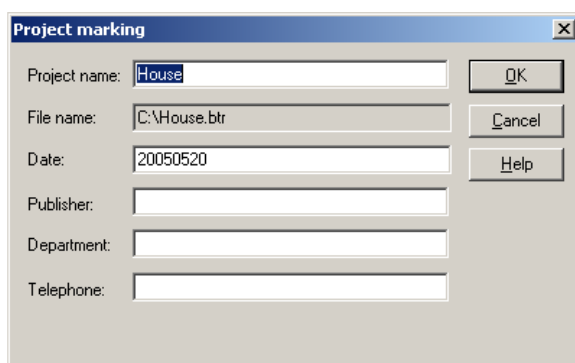 Project marking
Project name: House
OK
File name: C:\House.btr
Cancel
Date: 20050520
Help
Publisher:
Department:
Telephone: